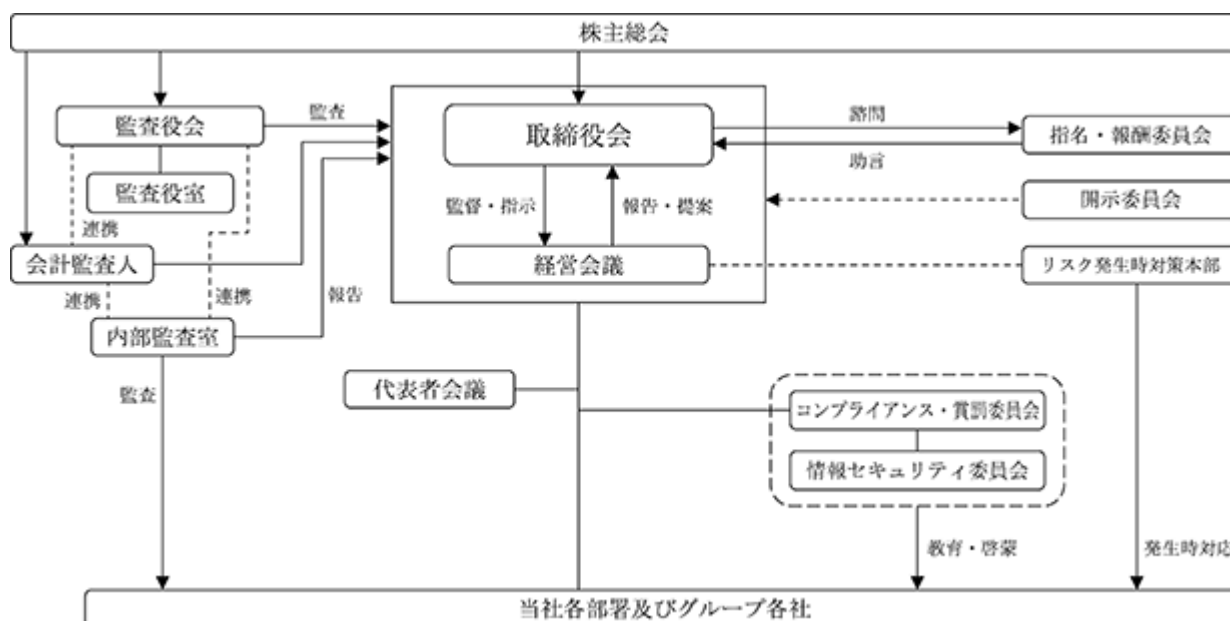 株主総会
監査役会
監査
取締役会
諮問
指名・報酬委員会
助言
監査役室
監督・指示
報告・提案
開示委員会
連携
会計監査人
経営会議
リスク発生時対策本部
連携
連携
報告
内部監査室
監査
代表者会議
コンプライアンス・賞罰委員会
情報セキュリティ委員会
教育・啓蒙
発生時対応
当社各部署及びグループ各社